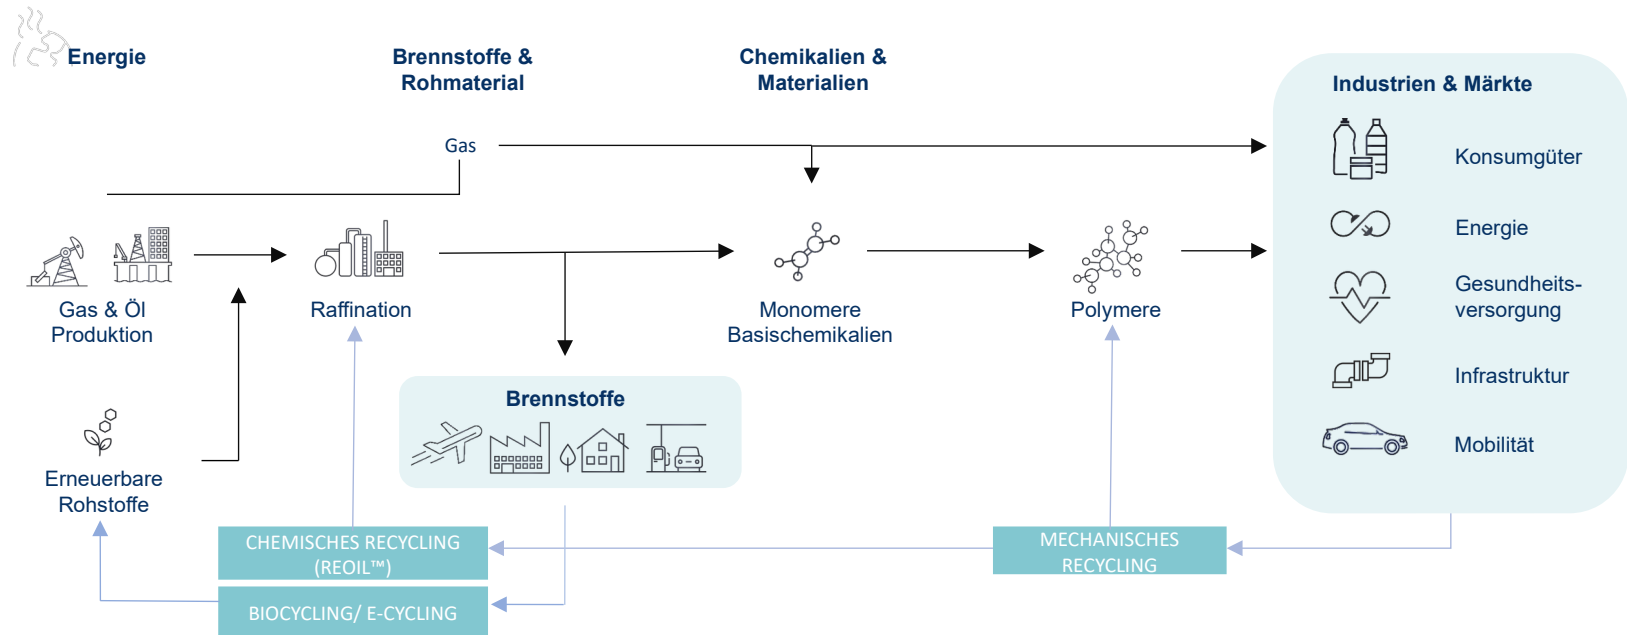 Energie
Brennstoffe &
Rohmaterial
Chemikalien &
Materialien
Industrien & Märkte
Gas
Konsumgüter
Energie
Gesundheits-
versorgung
Infrastruktur
Mobilität
Gas & Öl
Produktion
Raffination
Monomere
Basischemikalien
Polymere
Brennstoffe
Erneuerbare
Rohstoffe
CHEMISCHES RECYCLING
(REOIL™)
MECHANISCHES
RECYCLING
BIOCYCLING/ E-CYCLING